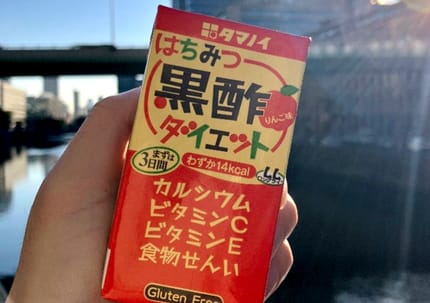 タマノイ
はちみつ
黒酢
りんご味
ダイエット
まずは
3日間
わずか14kcal
カルシウム
ビタミンC
ビタミンE
食物せんい
Gluten Free